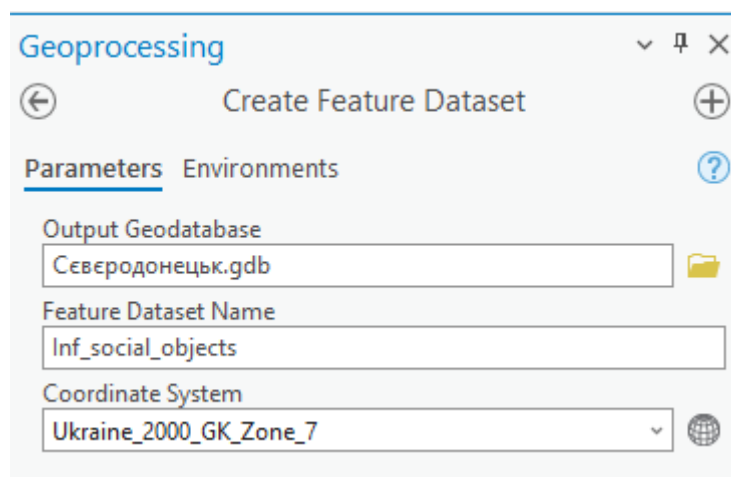 Geoprocessing
Create Feature Dataset
Parameters Environments
Output Geodatabase
Сєвєродонецьк.gdb
Feature Dataset Name
Inf_social_objects
Coordinate System
Ukraine_2000_GK_Zone_7